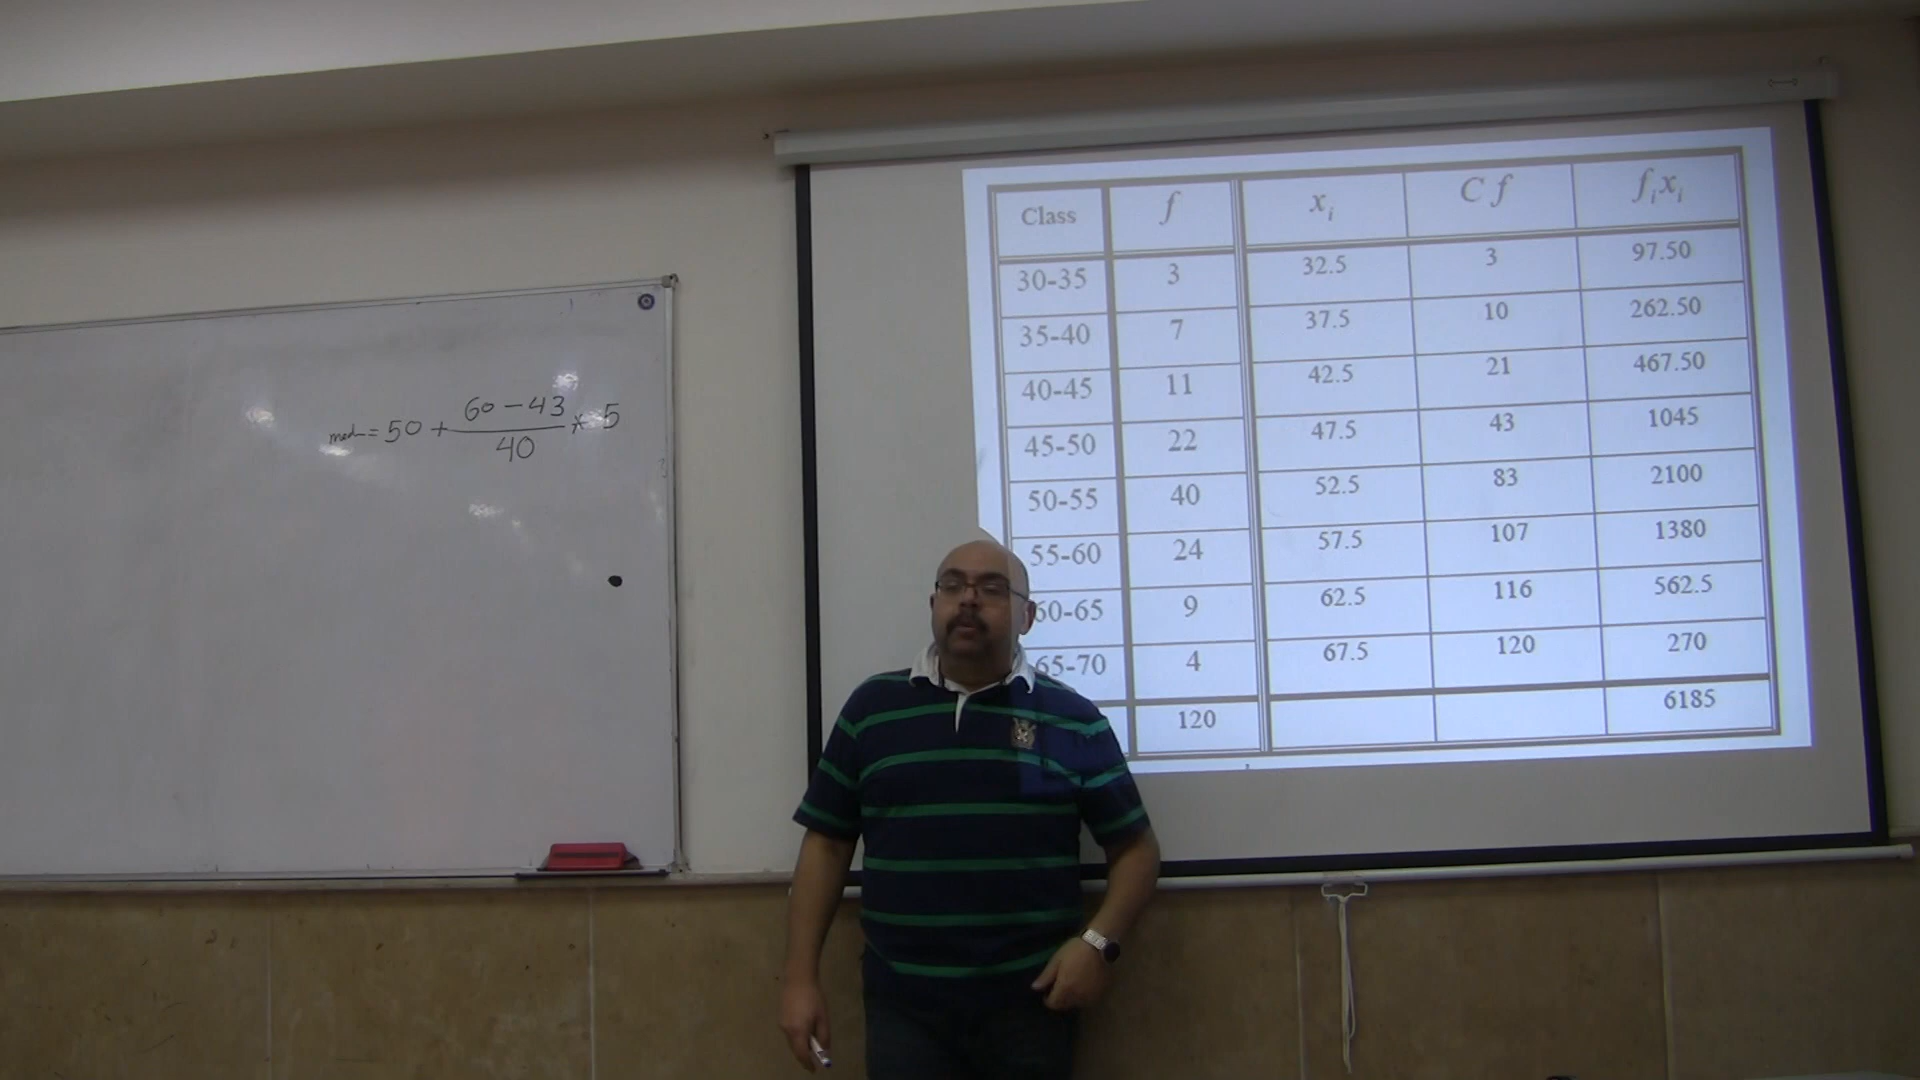 med = 50 + 60 - 43 / 40 * 5
Class f xᵢ C f fᵢxᵢ
30-35 3 32.5 3 97.50
35-40 7 37.5 10 262.50
40-45 11 42.5 21 467.50
45-50 22 47.5 43 1045
50-55 40 52.5 83 2100
55-60 24 57.5 107 1380
60-65 9 62.5 116 562.5
65-70 4 67.5 120 270
120 6185